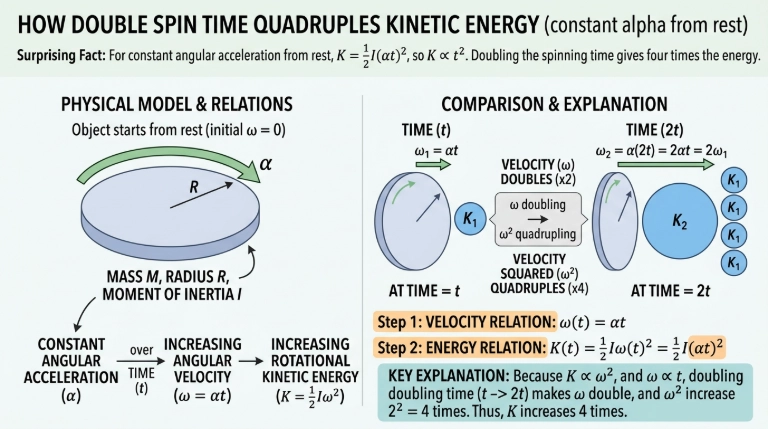 HOW DOUBLE SPIN TIME QUADRUPLES KINETIC ENERGY (constant alpha from rest)
Surprising Fact: For constant angular acceleration from rest, K = 1/2 I(αt)², so K ∝ t². Doubling the spinning time gives four times the energy.
PHYSICAL MODEL & RELATIONS
Object starts from rest (initial ω = 0)
α
R
MASS M, RADIUS R,
MOMENT OF INERTIA I
CONSTANT
ANGULAR
ACCELERATION
(α)
over
TIME
(t)
INCREASING
ANGULAR
VELOCITY
(ω = αt)
INCREASING
ROTATIONAL
KINETIC ENERGY
(K = 1/2 Iω²)
COMPARISON & EXPLANATION
TIME (t)
ω₁ = αt
K₁
AT TIME = t
VELOCITY (ω)
DOUBLES (x2)
ω doubling
→
ω² quadrupling
VELOCITY
SQUARED (ω²)
QUADRUPLES (x4)
TIME (2t)
ω₂ = α(2t) = 2αt = 2ω₁
K₂
K₁
K₁
K₁
K₁
AT TIME = 2t
Step 1: VELOCITY RELATION: ω(t) = αt
Step 2: ENERGY RELATION: K(t) = 1/2 Iω(t)² = 1/2 I(αt)²
KEY EXPLANATION: Because K ∝ ω², and ω ∝ t, doubling
doubling time (t -> 2t) makes ω double, and ω² increase
2² = 4 times. Thus, K increases 4 times.